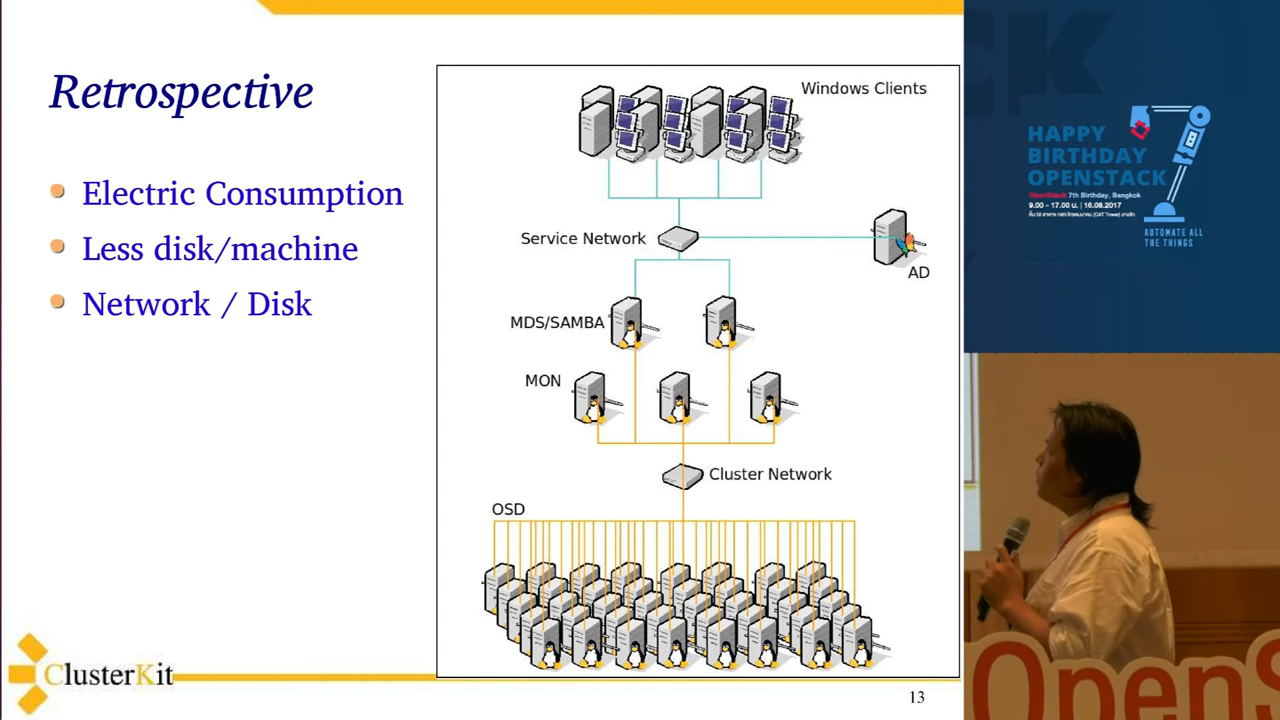 Retrospective
Electric Consumption
Less disk/machine
Network / Disk
Windows Clients
Service Network
AD
MDS/SAMBA
MON
Cluster Network
OSD
ClusterKit
13
HAPPY
BIRTHDAY
OPENSTACK
OpenStack 7th Birthday, Bangkok
9.00 - 17.00 น. | 16.08.2017
AUTOMATE ALL
THE THINGS
OpenS